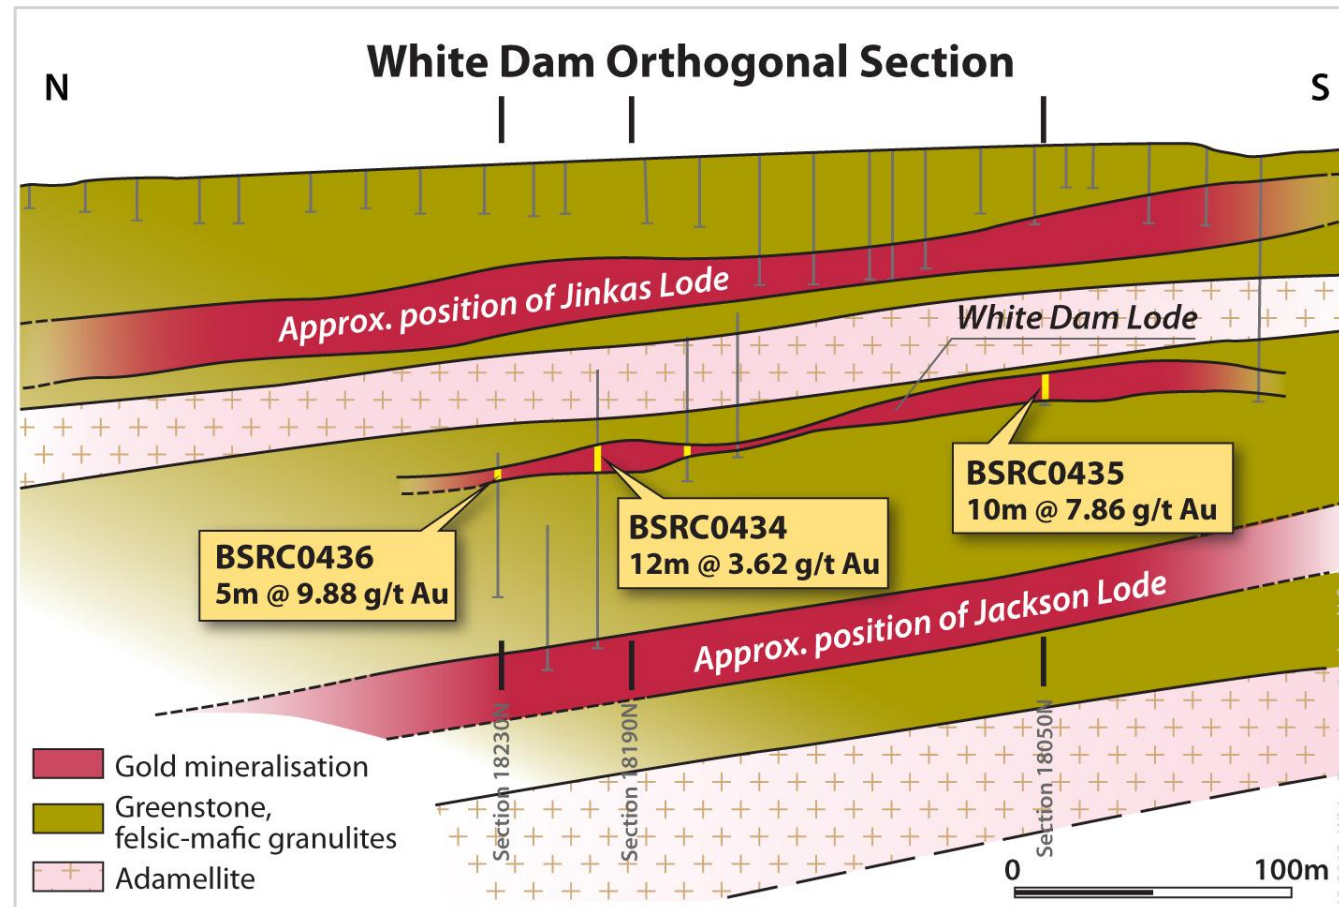 White Dam Orthogonal Section
N
S
Approx. position of Jinkas Lode
White Dam Lode
BSRC0435
10m @ 7.86 g/t Au
BSRC0434
12m @ 3.62 g/t Au
BSRC0436
5m @ 9.88 g/t Au
Approx. position of Jackson Lode
Section 18230N
Section 18190N
Section 18050N
Gold mineralisation
Greenstone,
felsic-mafic granulites
Adamellite
0
100m